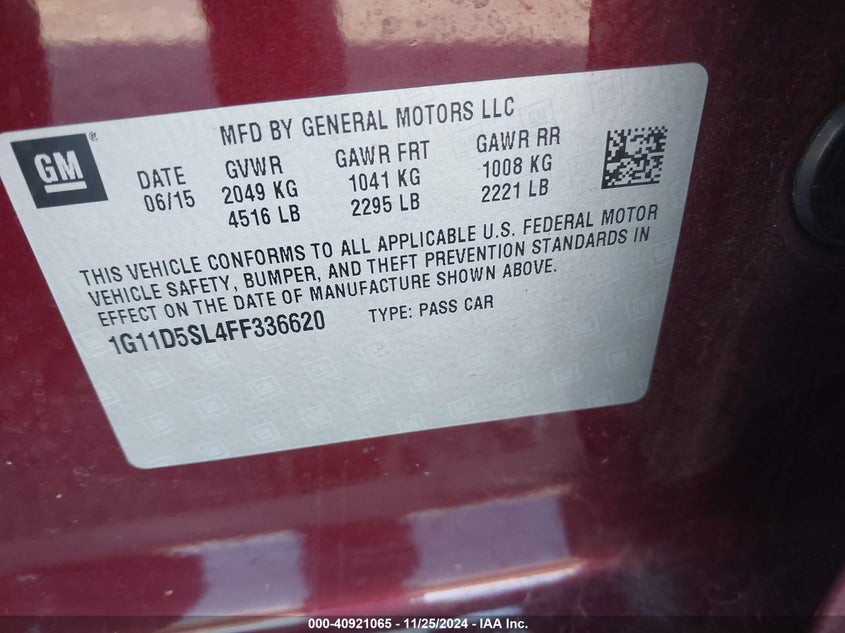 MFD BY GENERAL MOTORS LLC
GM®
DATE GVWR GAWR FRT GAWR RR
06/15 2049 KG 1041 KG 1008 KG
4516 LB 2295 LB 2221 LB
THIS VEHICLE CONFORMS TO ALL APPLICABLE U.S. FEDERAL MOTOR
VEHICLE SAFETY, BUMPER, AND THEFT PREVENTION STANDARDS IN
EFFECT ON THE DATE OF MANUFACTURE SHOWN ABOVE.
1G11D5SL4FF336620 TYPE: PASS CAR
000-40921065 - 11/25/2024 - IAA Inc.